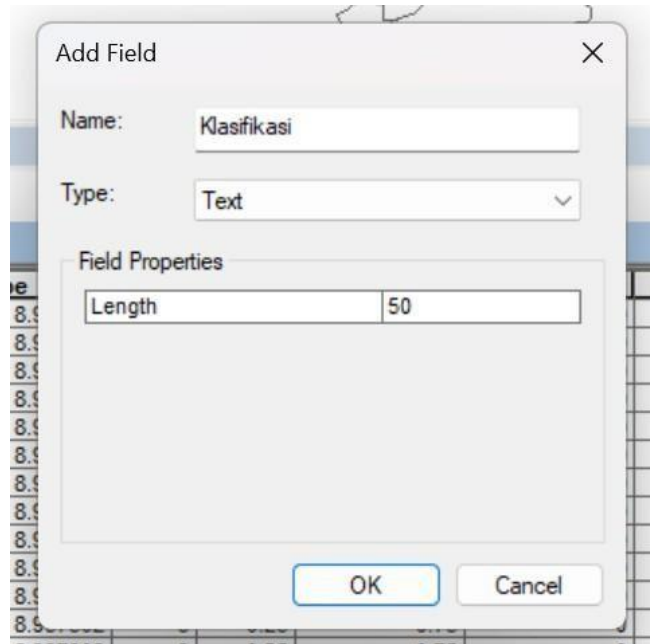 Add Field
Name: Klasifikasi
Type: Text
Field Properties
Length 50
OK Cancel